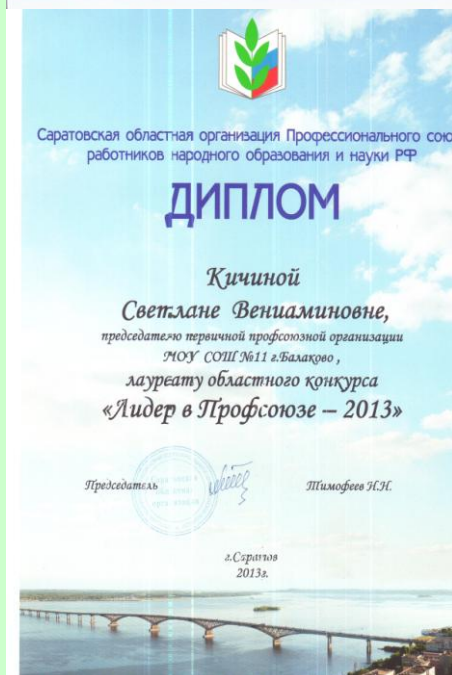 Саратовская областная организация Профессионального сою
работников народного образования и науки РФ
ДИПЛОМ
Кичиной
Светлане Вениаминовне,
председателю первичной профсоюзной организации
МОУ СОШ №11 г.Балаково ,
лауреату областного конкурса
«Лидер в Профсоюзе – 2013»
Председатель Тимофеев Н.Н.
г.Саратов
2013г.